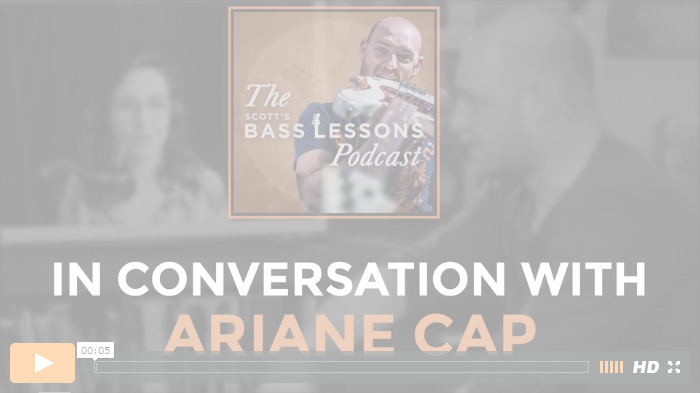 The
SCOTT'S
BASS LESSONS
Podcast
IN CONVERSATION WITH
ARIANE CAP
00:05
HD